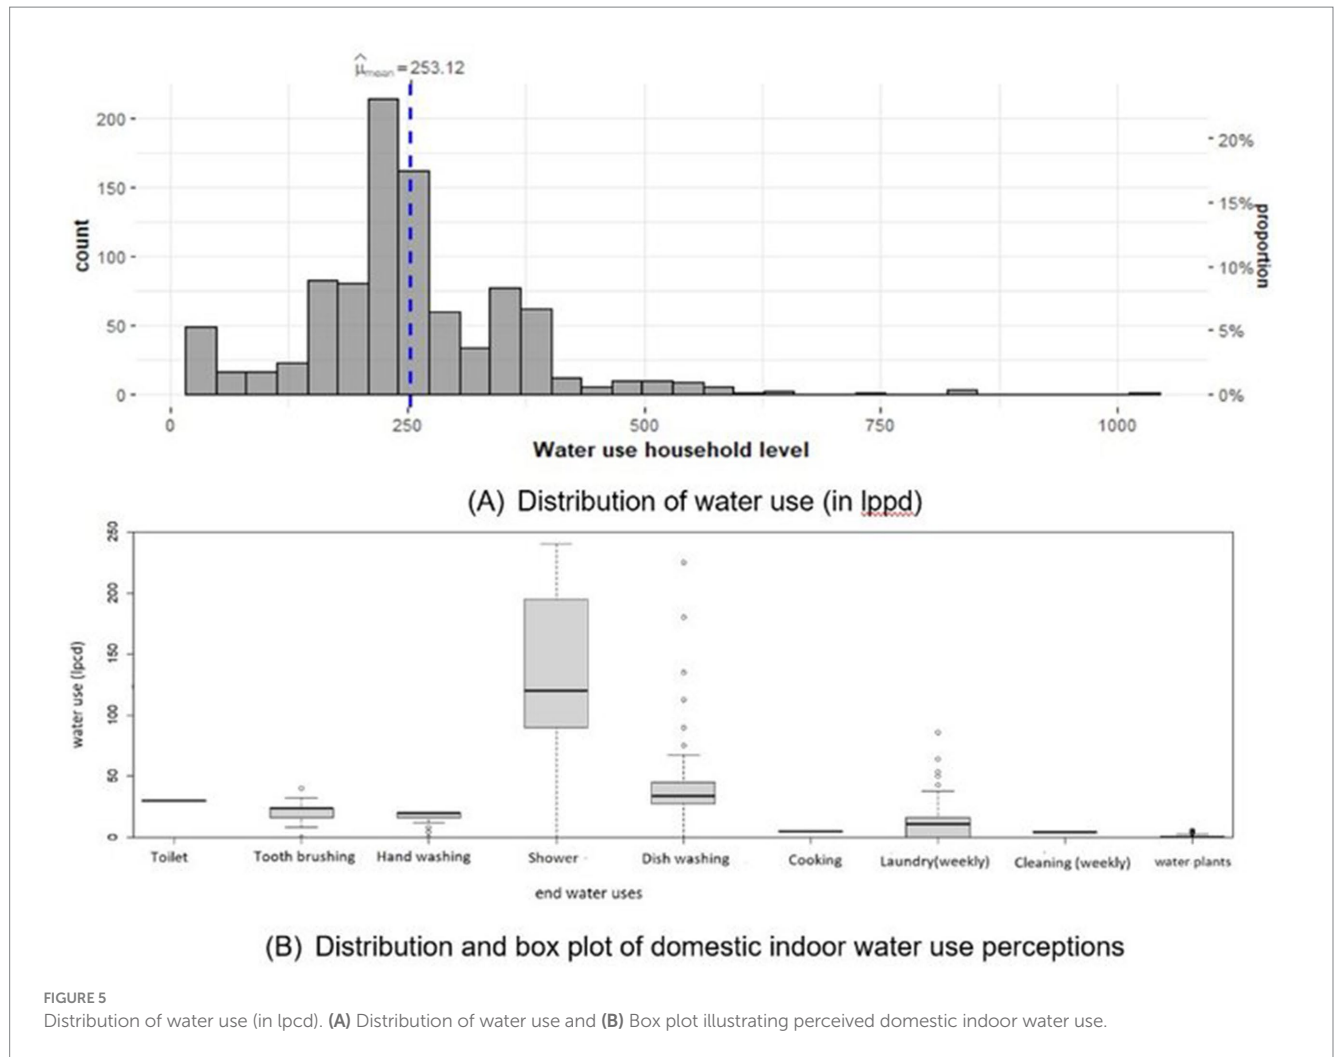 μ̂mean = 253.12
200
150
100
50
0
count
20%
15%
10%
5%
0%
proportion
0 250 500 750 1000
Water use household level
(A) Distribution of water use (in lppd)
250
200
150
100
50
0
water use (lpcd)
Toilet Tooth brushing Hand washing Shower Dish washing Cooking Laundry(weekly) Cleaning (weekly) water plants
end water uses
(B) Distribution and box plot of domestic indoor water use perceptions
FIGURE 5
Distribution of water use (in lpcd). (A) Distribution of water use and (B) Box plot illustrating perceived domestic indoor water use.